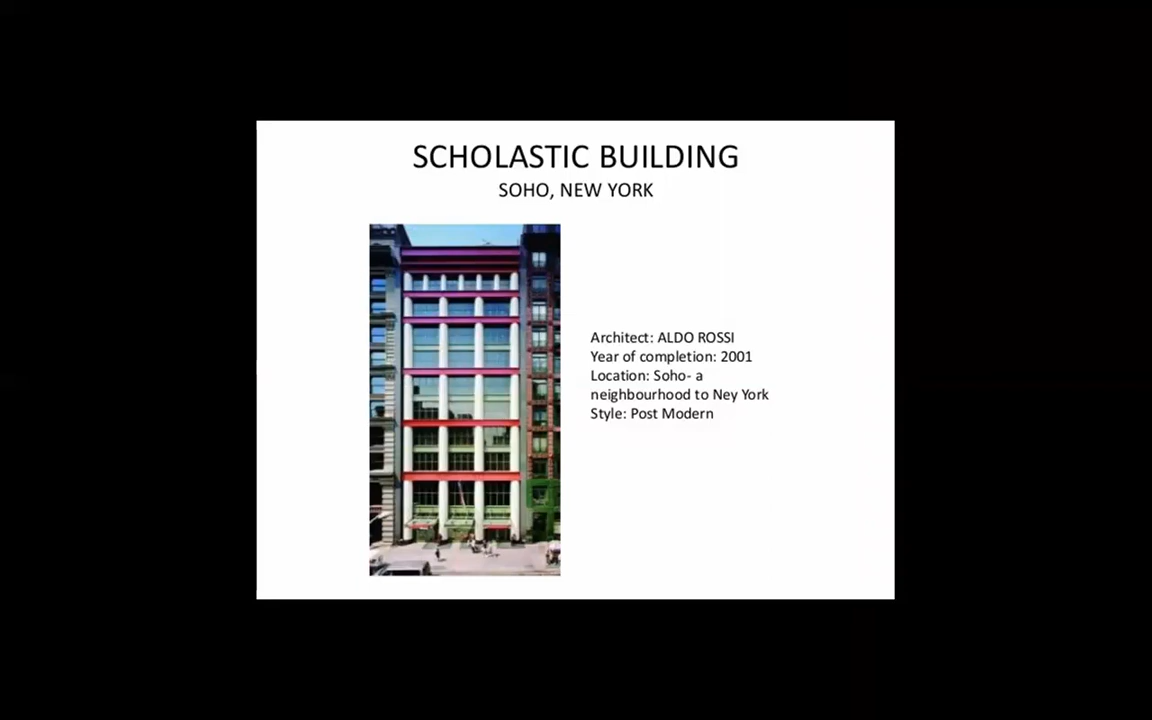 SCHOLASTIC BUILDING
SOHO, NEW YORK
Architect: ALDO ROSSI
Year of completion: 2001
Location: Soho- a
neighbourhood to Ney York
Style: Post Modern